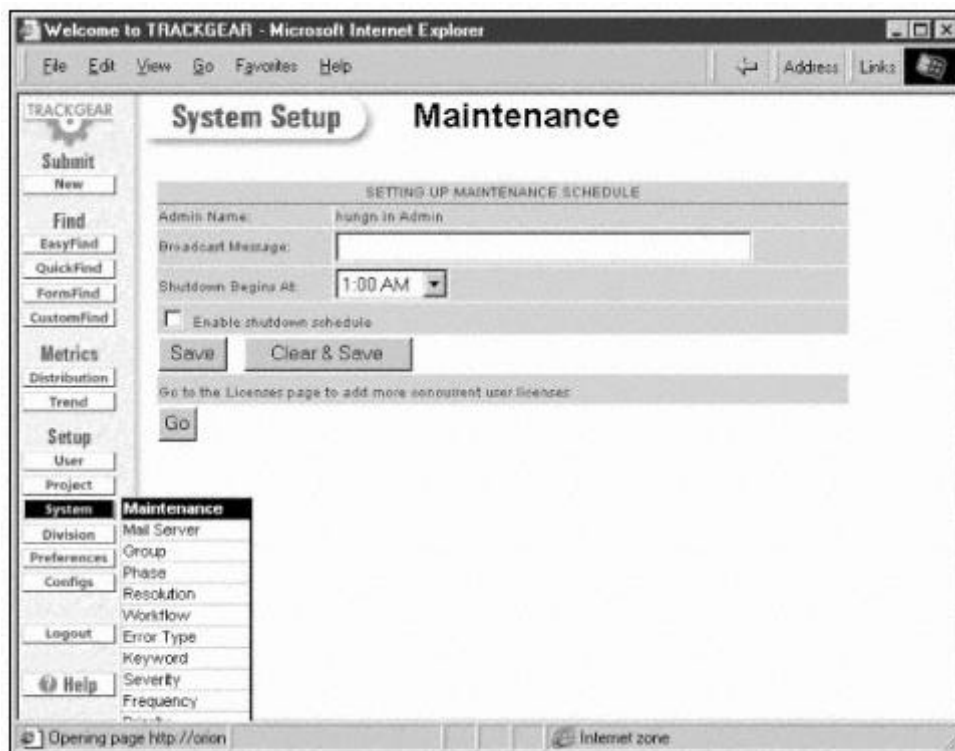 Welcome to TRACKGEAR - Microsoft Internet Explorer
File Edit View Go Favorites Help Address Links
TRACKGEAR
System Setup Maintenance
Submit
New
Find
EasyFind
QuickFind
FormFind
CustomFind
Metrics
Distribution
Trend
Setup
User
Project
System
Division
Preferences
Configs
Logout
Help
SETTING UP MAINTENANCE SCHEDULE
Admin Name: hungn in Admin
Broadcast Message:
Shutdown Begins At: 1:00 AM
Enable shutdown schedule
Save Clear & Save
Go to the Licenses page to add more concurrent user licenses
Go
Maintenance
Mail Server
Group
Phase
Resolution
Workflow
Error Type
Keyword
Severity
Frequency
Opening page http://orion Internet zone